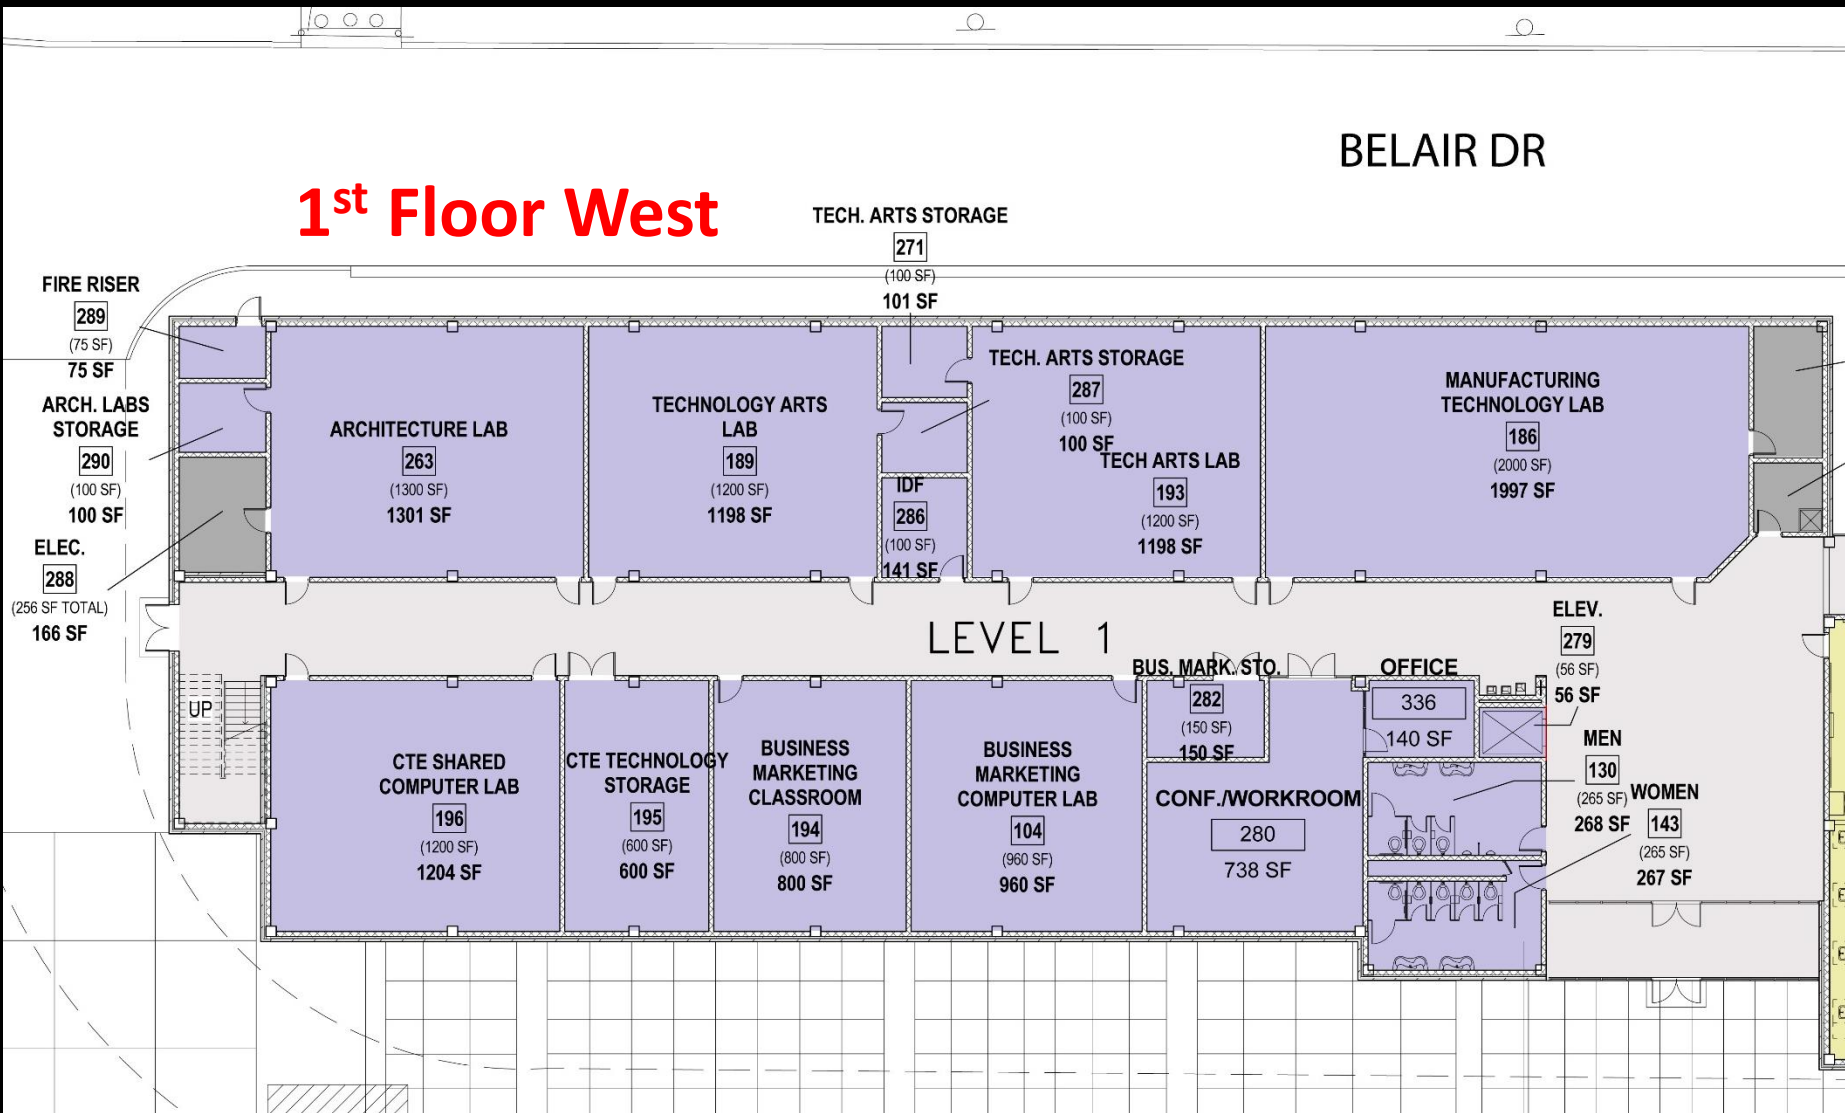 BELAIR DR
1st Floor West
TECH. ARTS STORAGE
271
(100 SF)
101 SF
FIRE RISER
289
(75 SF)
75 SF
ARCH. LABS
STORAGE
290
(100 SF)
100 SF
ELEC.
288
(256 SF TOTAL)
166 SF
ARCHITECTURE LAB
263
(1300 SF)
1301 SF
TECHNOLOGY ARTS
LAB
189
(1200 SF)
1198 SF
TECH. ARTS STORAGE
287
(100 SF)
100 SF
IDF
286
(100 SF)
141 SF
TECH ARTS LAB
193
(1200 SF)
1198 SF
MANUFACTURING
TECHNOLOGY LAB
186
(2000 SF)
1997 SF
LEVEL 1
UP
CTE SHARED
COMPUTER LAB
196
(1200 SF)
1204 SF
CTE TECHNOLOGY
STORAGE
195
(600 SF)
600 SF
BUSINESS
MARKETING
CLASSROOM
194
(800 SF)
800 SF
BUSINESS
MARKETING
COMPUTER LAB
104
(960 SF)
960 SF
BUS. MARK. STO.
282
(150 SF)
150 SF
CONF./WORKROOM
280
738 SF
OFFICE
336
140 SF
ELEV.
279
(56 SF)
56 SF
MEN
130
(265 SF)
268 SF
WOMEN
143
(265 SF)
267 SF